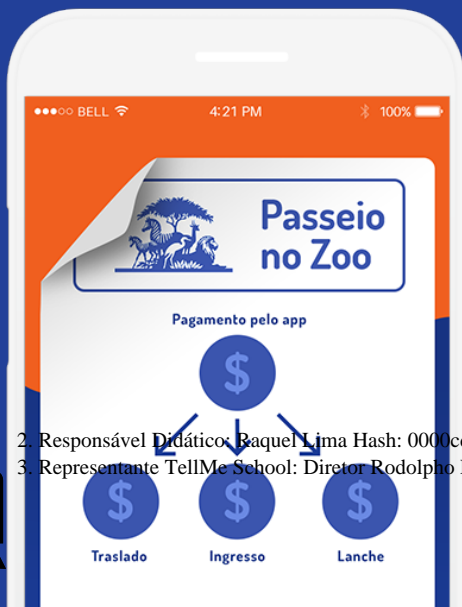 BELL 4:21 PM 100%
Passeio
no Zoo
Pagamento pelo app
$
2. Responsável Didático: Raquel Lima Hash: 0000c
3. Representante TellMe School: Diretor Rodolpho
$ $ $
Traslado Ingresso Lanche